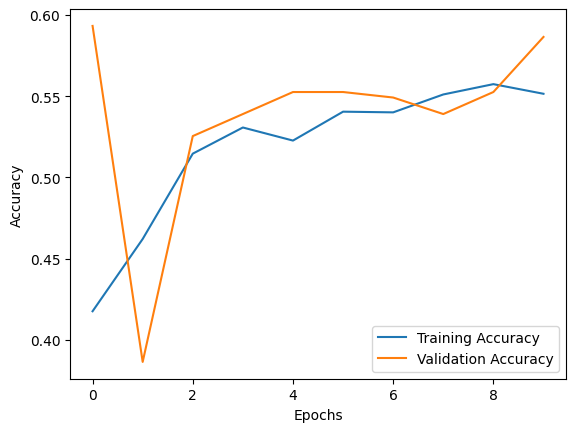 0.60
0.55
0.50
0.45
0.40
Accuracy
0 2 4 6 8
Epochs
Training Accuracy
Validation Accuracy